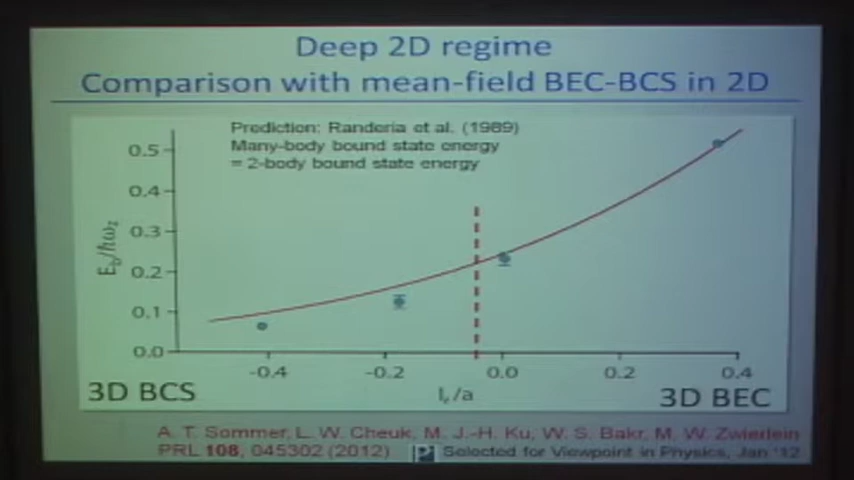 Deep 2D regime
Comparison with mean-field BEC-BCS in 2D
Prediction: Randeria et al. (1989)
Many-body bound state energy
= 2-body bound state energy
0.5
0.4
0.3
0.2
0.1
0.0
E_b/ħω_z
-0.4 -0.2 0.0 0.2 0.4
3D BCS l_z/a 3D BEC
A. T. Sommer, L. W. Cheuk, M. J.-H. Ku, W. S. Bakr, M. W. Zwierlein
PRL 108, 045302 (2012) Selected for Viewpoint in Physics, Jan '12